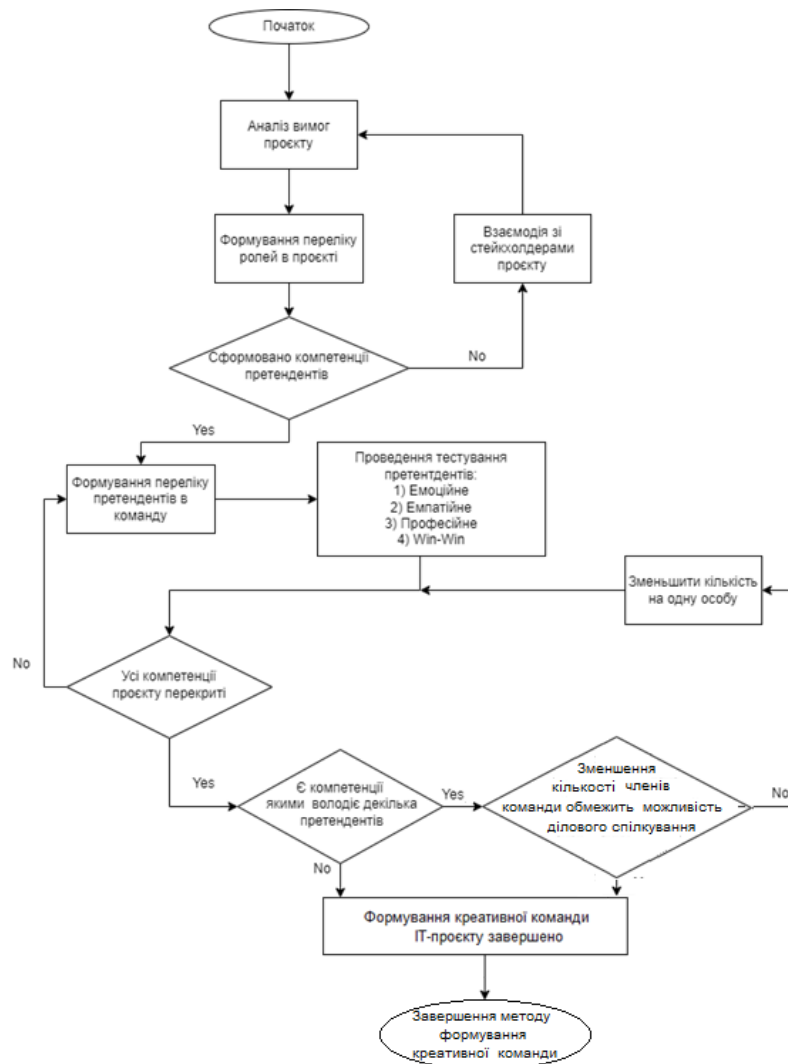 Початок
Аналіз вимог
проєкту
Формування переліку
ролей в проєкті
Взаємодія зі
стейкхолдерами
проєкту
Сформовано компетенції
претендентів
No
Yes
Формування переліку
претендентів в
команду
Проведення тестування
претентдентів:
1) Емоційне
2) Емпатійне
3) Професійне
4) Win-Win
Зменьшити кількість
на одну особу
No
Усі компетенції
проєкту перекриті
Yes
Є компетенції
якими володіє декілька
претендентів
Yes
Зменшення
кількості членів
команди обмежить можливість
ділового спілкування
No
No
Формування креативної команди
ІТ-проєкту завершено
Завершення методу
формування
креативної команди